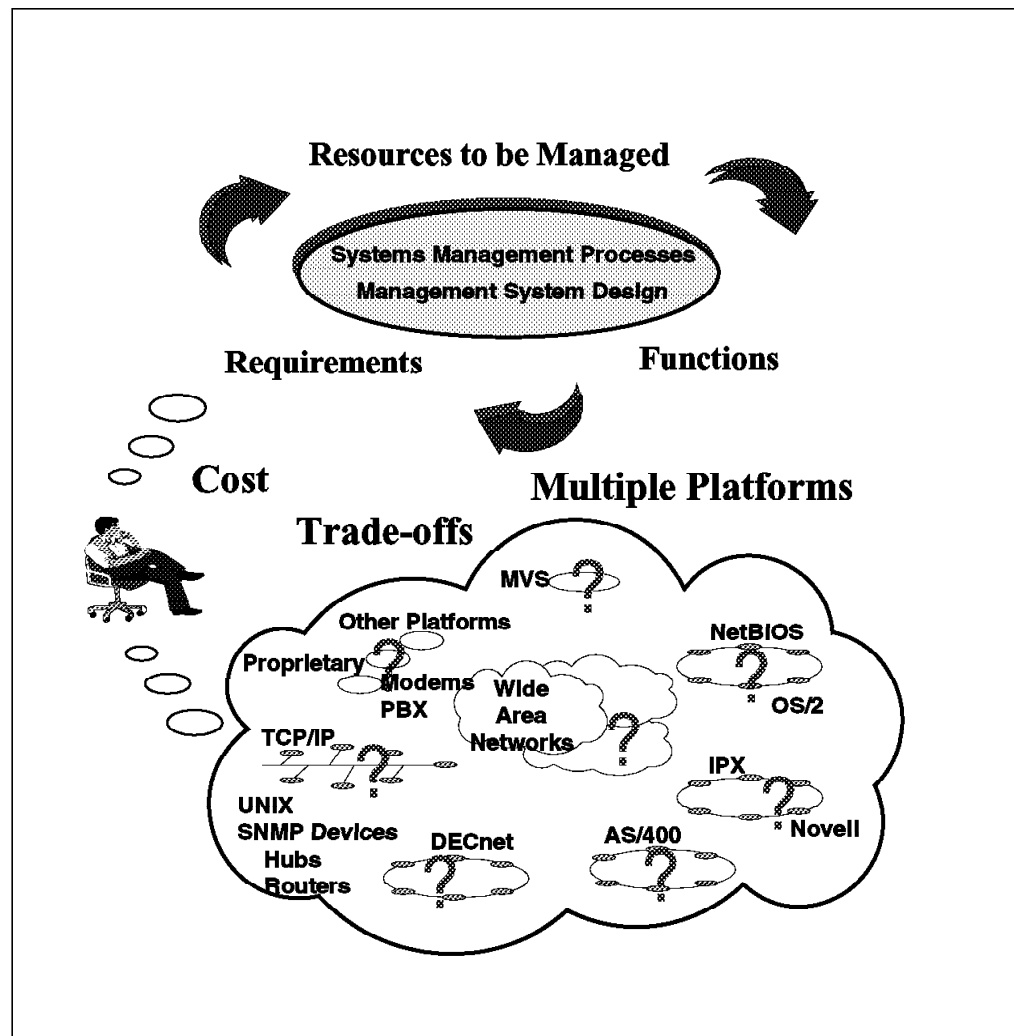 Resources to be Managed
Systems Management Processes
Management System Design
Requirements
Functions
Cost
Multiple Platforms
Trade-offs
MVS
?
Other Platforms
NetBIOS
Proprietary
?
?
Modems
Wide
PBX
OS/2
Area
?
TCP/IP
Networks
?
IPX
?
UNIX
Novell
SNMP Devices
DECnet
AS/400
Hubs
?
?
Routers